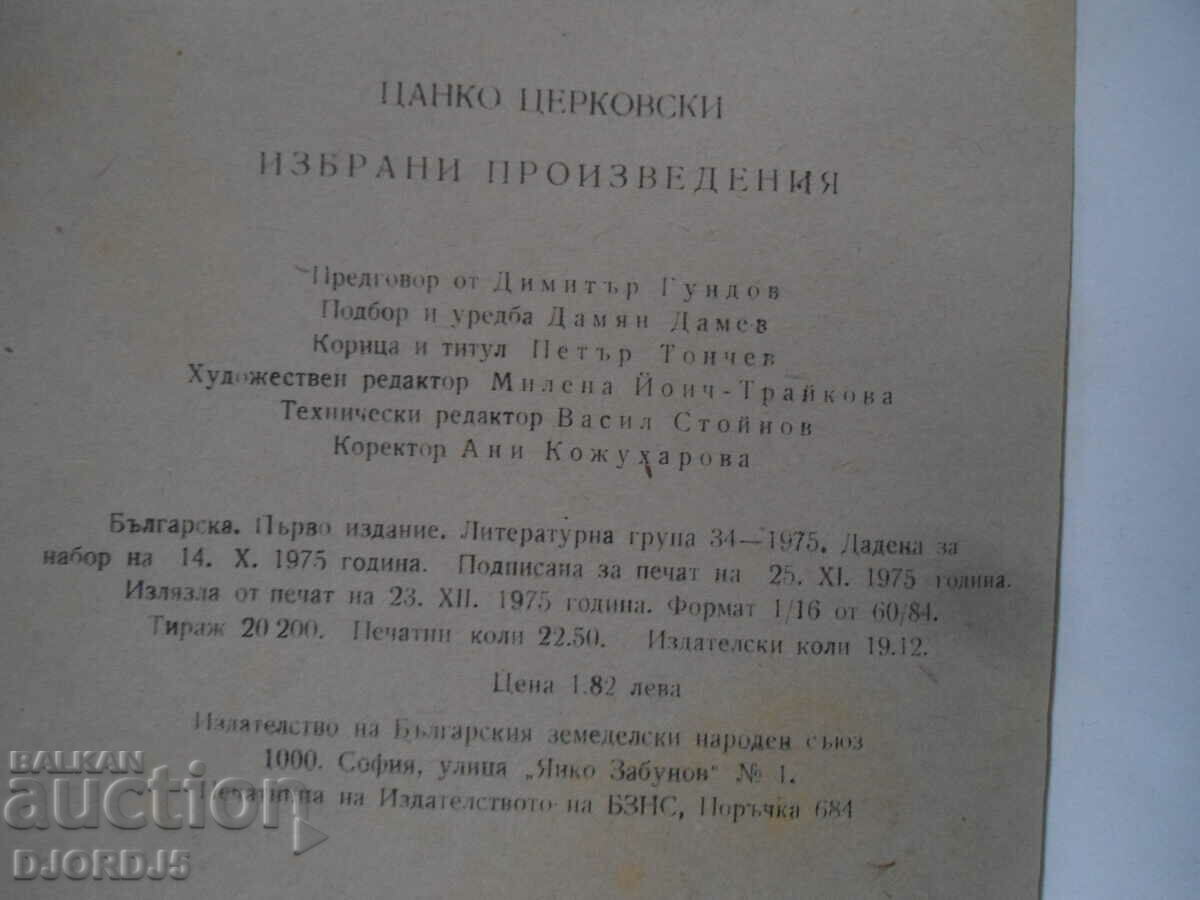 ЦАНКО ЦЕРКОВСКИ
ИЗБРАНИ ПРОИЗВЕДЕНИЯ
Предговор от Димитър Гундов
Подбор и уредба Дамян Дамев
Корица и титул Петър Тончев
Художествен редактор Милена Йоич-Трайкова
Технически редактор Васил Стойнов
Коректор Ани Кожухарова
Българска. Първо издание. Литературна група 34—1975. Дадена за
набор на 14. X. 1975 година. Подписана за печат на 25. XI. 1975 година.
Излязла от печат на 23. XII. 1975 година. Формат 1/16 от 60/84.
Тираж 20 200. Печатни коли 22.50. Издателски коли 19.12.
Цена 1.82 лева
Издателство на Българския земеделски народен съюз
1000. София, улица „Янко Забунов" № 1.
Печатница на Издателството на БЗНС, Поръчка 684
BALKAN
auction
DJORDJ5